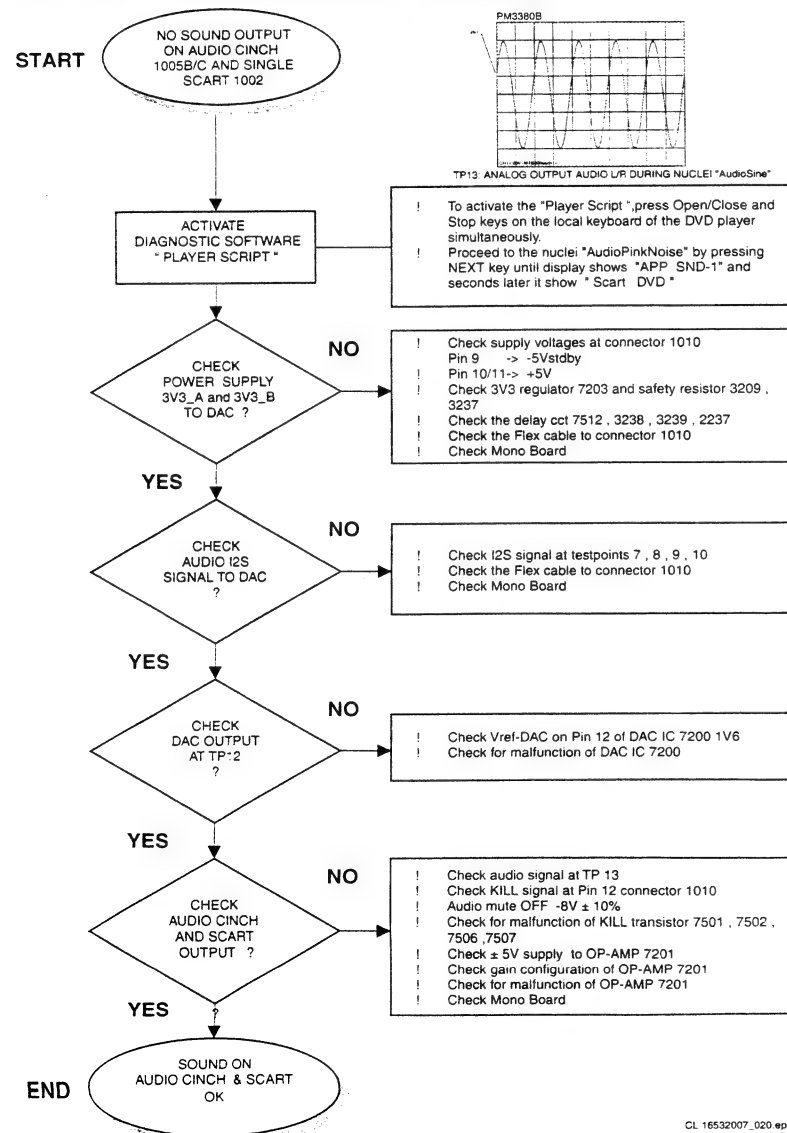 PM3380B
START
NO SOUND OUTPUT
ON AUDIO CINCH
1005B/C AND SINGLE
SCART 1002
TP13: ANALOG OUTPUT AUDIO L/R DURING NUCLEI "AudioSine"
ACTIVATE
DIAGNOSTIC SOFTWARE
" PLAYER SCRIPT "
! To activate the "Player Script ",press Open/Close and
Stop keys on the local keyboard of the DVD player
simultaneously.
! Proceed to the nuclei "AudioPinkNoise" by pressing
NEXT key until display shows "APP SND-1" and
seconds later it show " Scart DVD "
CHECK
POWER SUPPLY
3V3_A and 3V3_B
TO DAC ?
NO
! Check supply voltages at connector 1010
Pin 9 -> -5Vstdby
Pin 10/11-> +5V
! Check 3V3 regulator 7203 and safety resistor 3209 ,
3237
! Check the delay cct 7512 , 3238 , 3239 , 2237
! Check the Flex cable to connector 1010
! Check Mono Board
YES
CHECK
AUDIO I2S
SIGNAL TO DAC
?
NO
! Check I2S signal at testpoints 7 , 8 , 9 , 10
! Check the Flex cable to connector 1010
! Check Mono Board
YES
CHECK
DAC OUTPUT
AT TP12
?
NO
! Check Vref-DAC on Pin 12 of DAC IC 7200 1V6
! Check for malfunction of DAC IC 7200
YES
CHECK
AUDIO CINCH
AND SCART
OUTPUT ?
NO
! Check audio signal at TP 13
! Check KILL signal at Pin 12 connector 1010
! Audio mute OFF -8V ± 10%
! Check for malfunction of KILL transistor 7501 , 7502 ,
7506 ,7507
! Check ± 5V supply to OP-AMP 7201
! Check gain configuration of OP-AMP 7201
! Check for malfunction of OP-AMP 7201
! Check Mono Board
YES
?
END
SOUND ON
AUDIO CINCH & SCART
OK
CL 16532007_020.ep